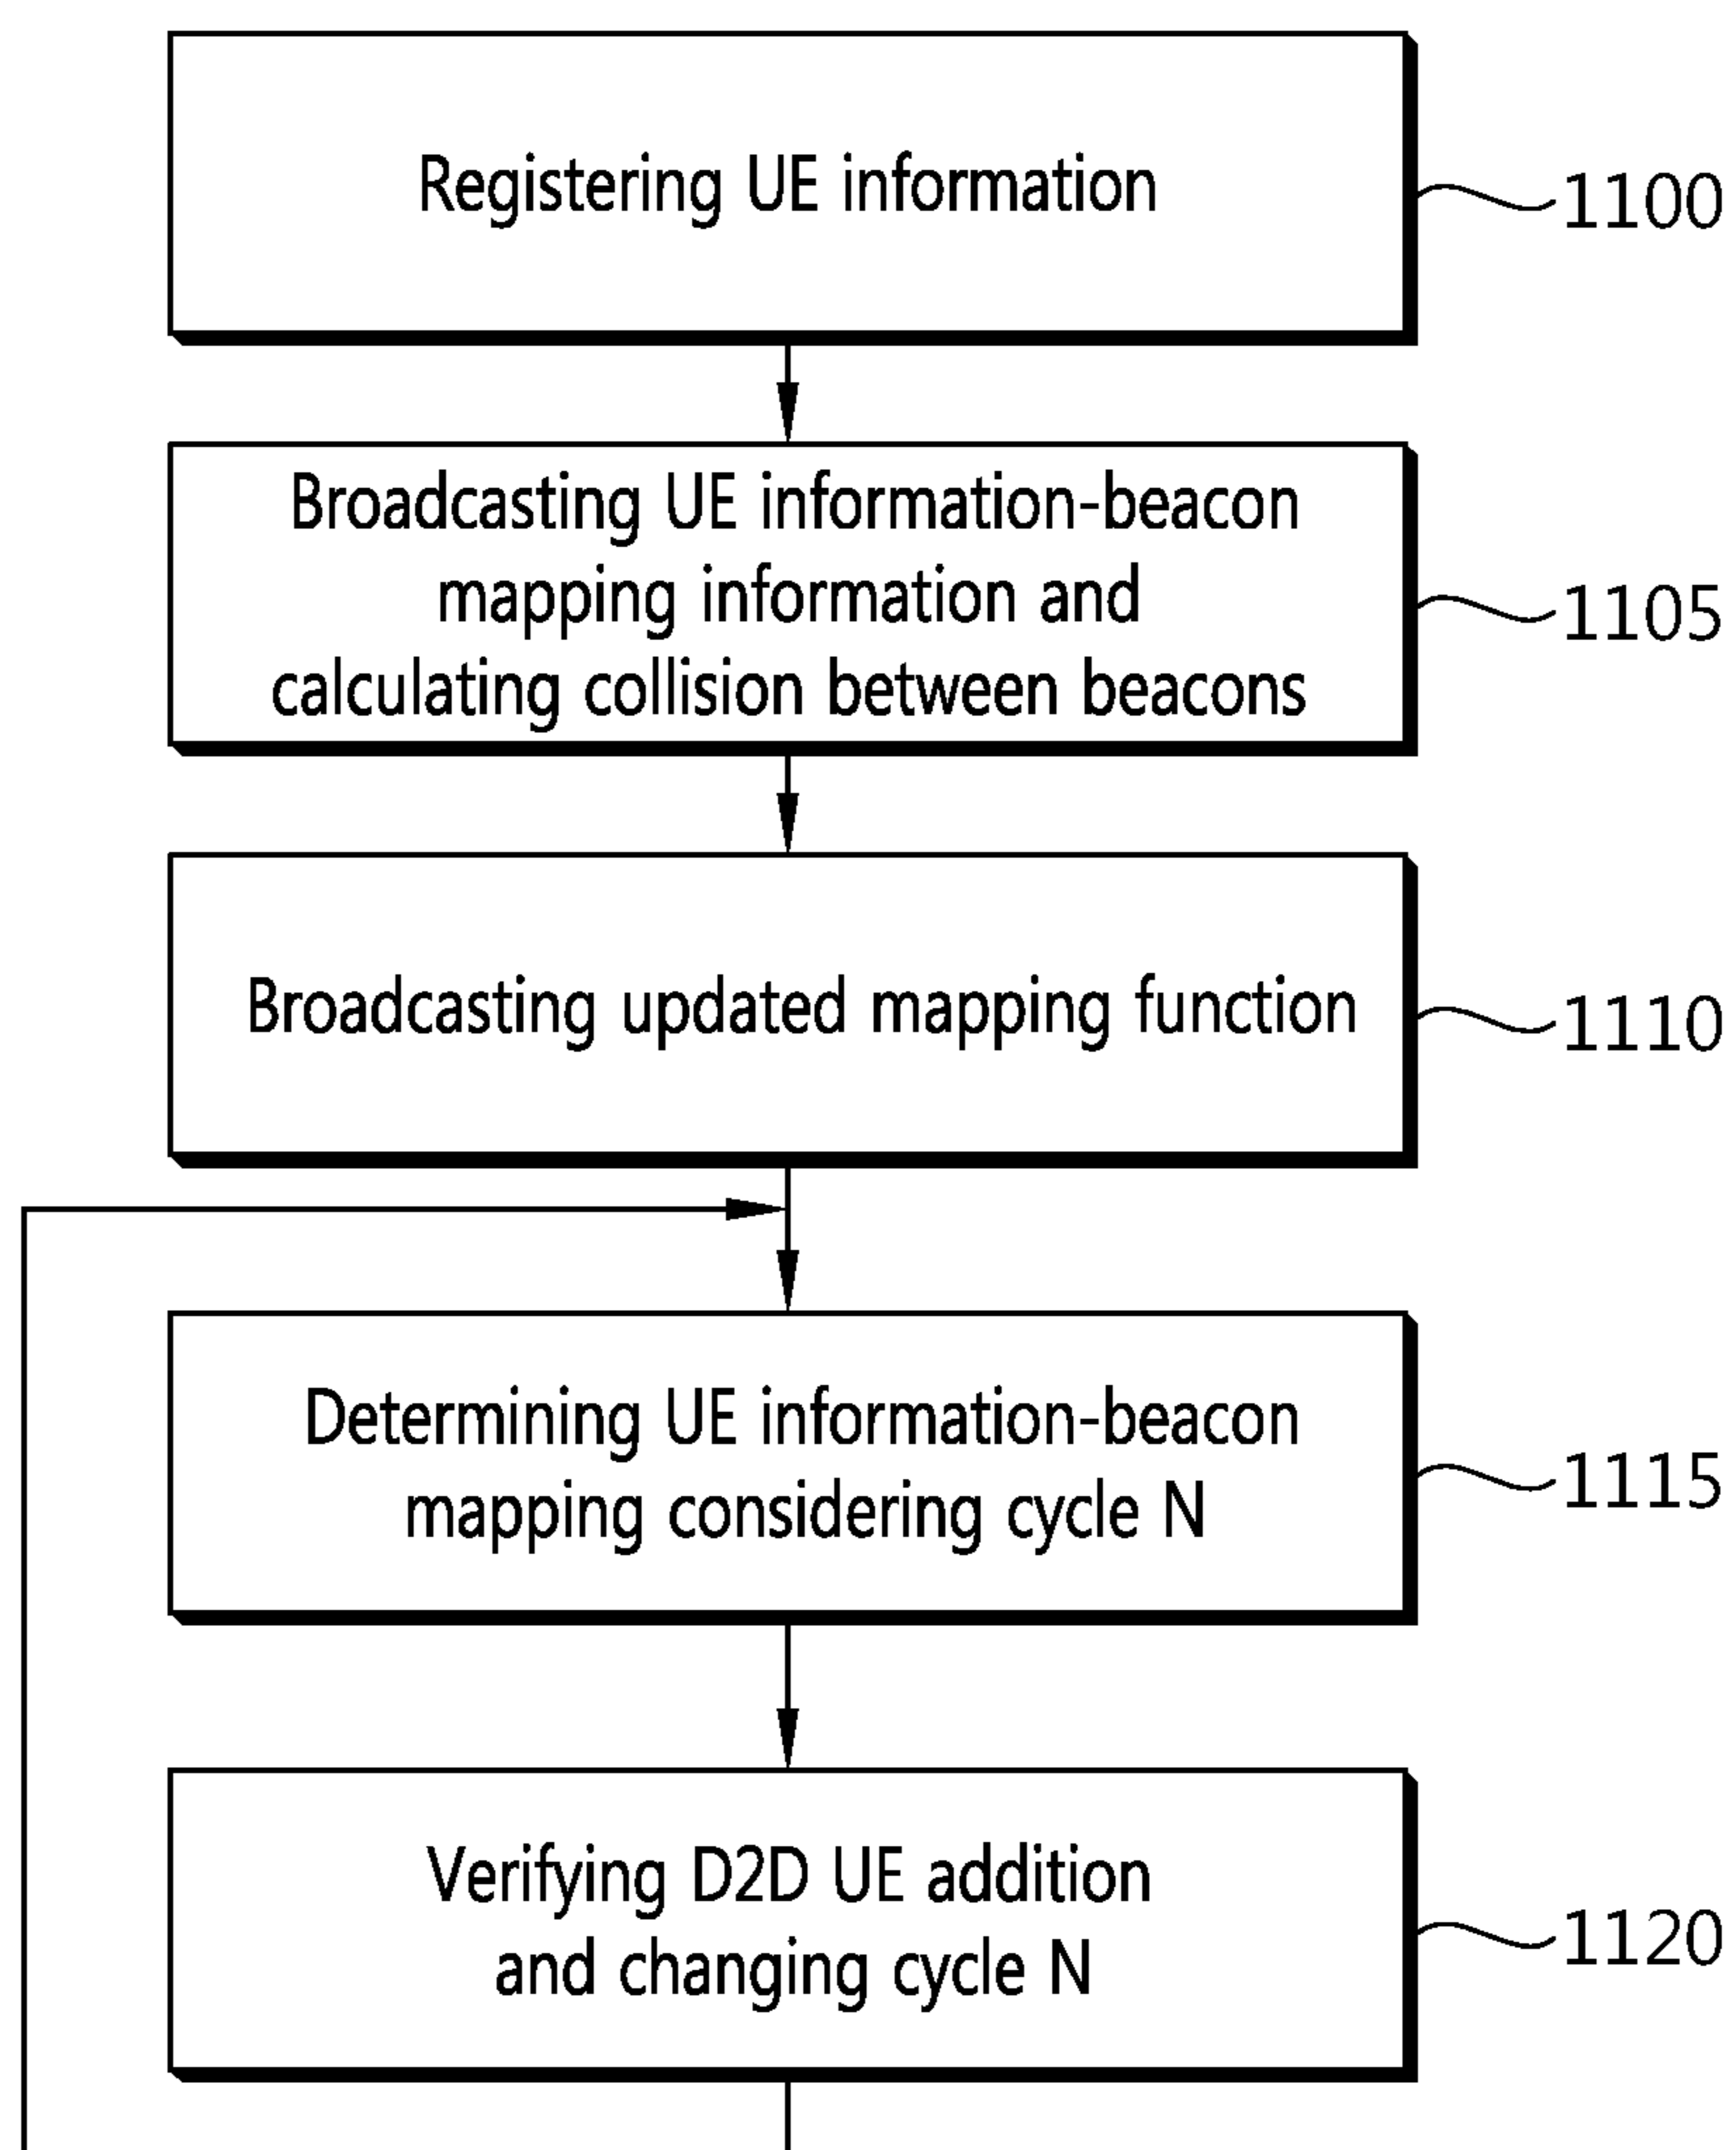 Registering UE information
1100
Broadcasting UE information-beacon
mapping information and
calculating collision between beacons
1105
Broadcasting updated mapping function
1110
Determining UE information-beacon
mapping considering cycle N
1115
Verifying D2D UE addition
and changing cycle N
1120